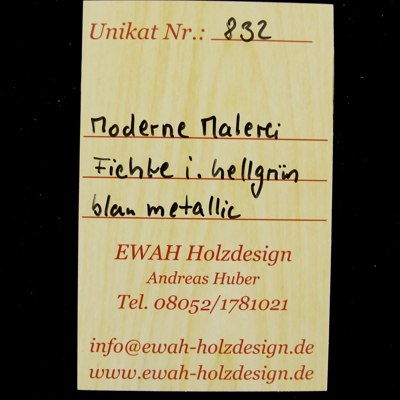 Unikat Nr.: 832
Moderne Malerei
Fichte i. hellgrün
blau metallic
EWAH Holzdesign
Andreas Huber
Tel. 08052/1781021
info@ewah-holzdesign.de
www.ewah-holzdesign.de